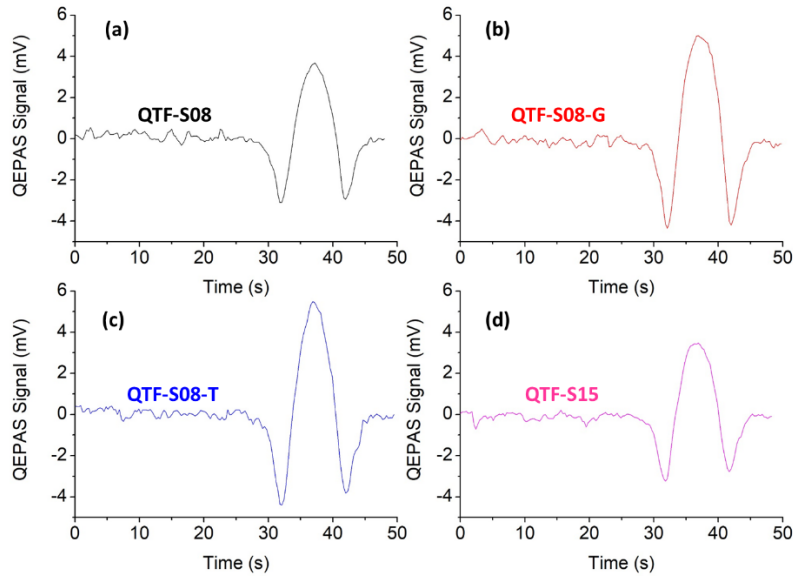 (a)
QTF-S08
QEPAS Signal (mV)
6
4
2
0
-2
-4
0 10 20 30 40 50
Time (s)
(b)
QTF-S08-G
QEPAS Signal (mV)
6
4
2
0
-2
-4
0 10 20 30 40 50
Time (s)
(c)
QTF-S08-T
QEPAS Signal (mV)
6
4
2
0
-2
-4
0 10 20 30 40 50
Time (s)
(d)
QTF-S15
QEPAS Signal (mV)
6
4
2
0
-2
-4
0 10 20 30 40 50
Time (s)